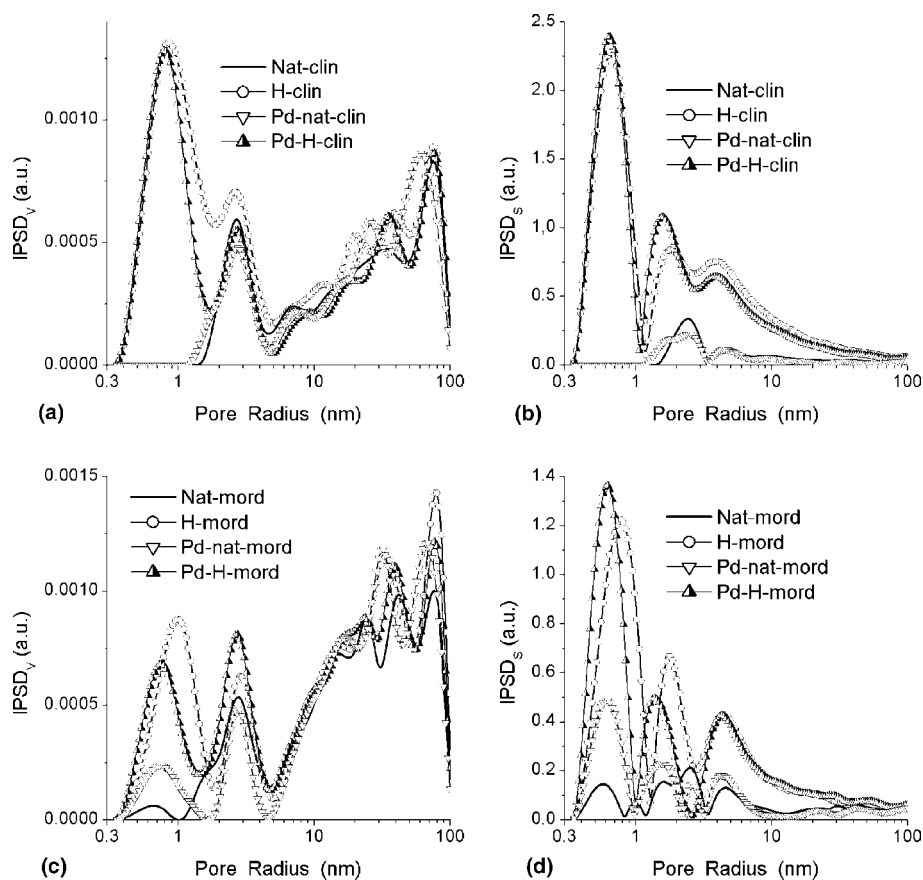 0.0010
0.0005
0.0000
IPSD_V (a.u.)
Nat-clin
H-clin
Pd-nat-clin
Pd-H-clin
0.3 1 10 100
(a) Pore Radius (nm)
2.5
2.0
1.5
1.0
0.5
0.0
IPSD_S (a.u.)
Nat-clin
H-clin
Pd-nat-clin
Pd-H-clin
0.3 1 10 100
(b) Pore Radius (nm)
0.0015
0.0010
0.0005
0.0000
IPSD_V (a.u.)
Nat-mord
H-mord
Pd-nat-mord
Pd-H-mord
0.3 1 10 100
(c) Pore Radius (nm)
1.4
1.2
1.0
0.8
0.6
0.4
0.2
0.0
IPSD_S (a.u.)
Nat-mord
H-mord
Pd-nat-mord
Pd-H-mord
0.3 1 10 100
(d) Pore Radius (nm)